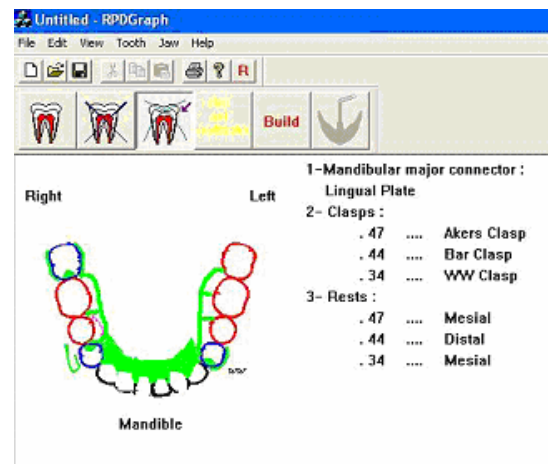 Untitled - RPDGraph
File Edit View Tooth Jaw Help
R
Build
1-Mandibular major connector :
Lingual Plate
Right
Left
2- Clasps :
. 47 .... Akers Clasp
. 44 .... Bar Clasp
. 34 .... WW Clasp
3- Rests :
. 47 .... Mesial
. 44 .... Distal
. 34 .... Mesial
Mandible